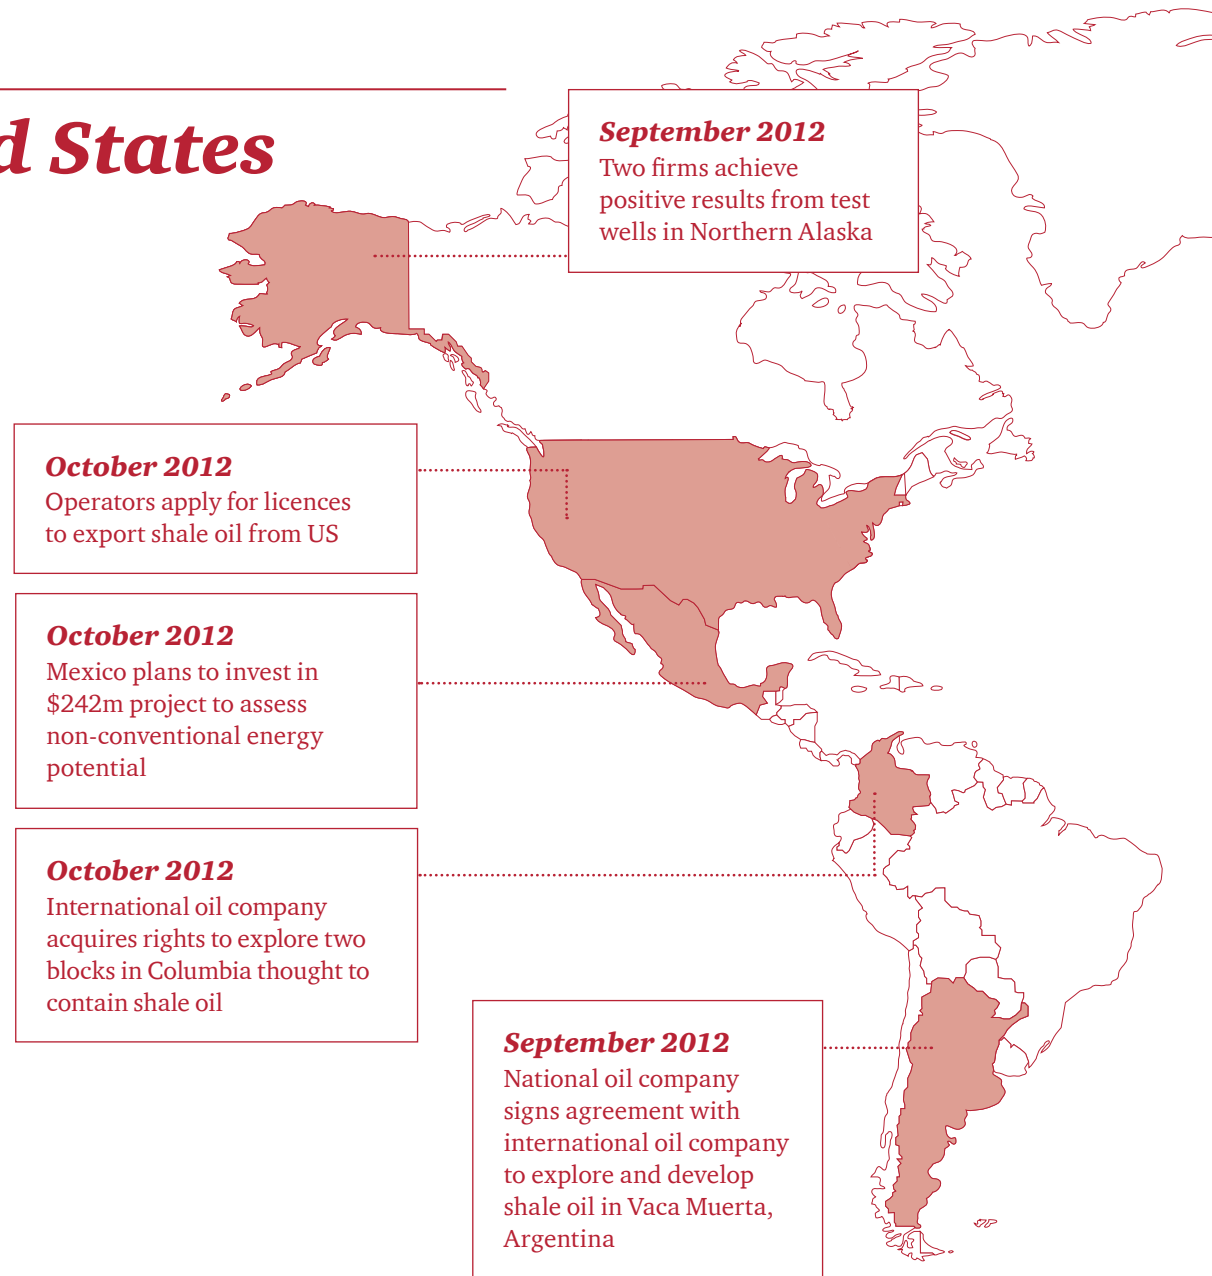 d States
September 2012
Two firms achieve
positive results from test
wells in Northern Alaska
October 2012
Operators apply for licences
to export shale oil from US
October 2012
Mexico plans to invest in
$242m project to assess
non-conventional energy
potential
October 2012
International oil company
acquires rights to explore two
blocks in Columbia thought to
contain shale oil
September 2012
National oil company
signs agreement with
international oil company
to explore and develop
shale oil in Vaca Muerta,
Argentina